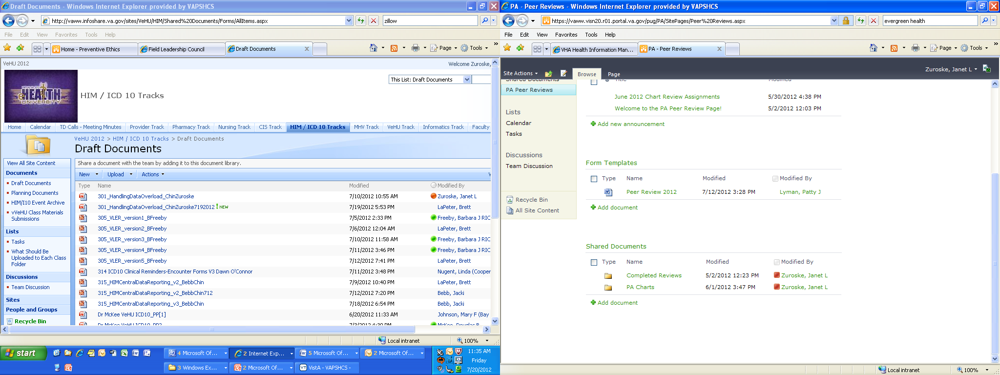 Draft Documents - Windows Internet Explorer provided by VAPSHCS
http://vaww.infoshare.va.gov/sites/VeHU/HIM/Shared%20Documents/Forms/AllItems.aspx
zillow
File Edit View Favorites Tools Help
Home - Preventive Ethics
Field Leadership Council
Draft Documents
Page
Tools
VeHU 2012
Welcome Zuroske,
HEALTH
UNIVERSITY
HIM / ICD 10 Tracks
This List: Draft Documents
Home Calendar TD Calls - Meeting Minutes Provider Track Pharmacy Track Nursing Track CIS Track HIM / ICD 10 Tracks MHV Track VeHU Track Informatics Track Faculty
VeHU 2012 > HIM / ICD 10 Tracks > Draft Documents
Draft Documents
View All Site Content
Documents
Draft Documents
Planning Documents
HIM/I10 Event Archive
vVeHU Class Materials
Submissions
Lists
Tasks
What Should Be
Uploaded to Each Class
Folder
Discussions
Team Discussion
Sites
People and Groups
Recycle Bin
Share a document with the team by adding it to this document library.
New Upload Actions
Type Name Modified Modified By
301_HandlingDataOverload_ChinZuroske 7/10/2012 10:55 AM Zuroske, Janet L
301_HandlingDataOverload_ChinZuroske7192012 ! NEW 7/19/2012 5:53 PM LaPeter, Brett
305_VLER_version1_BFreeby 7/5/2012 2:33 PM Freeby, Barbara J RIC
305_VLER_version2_BFreeby 7/6/2012 12:04 AM LaPeter, Brett
305_VLER_version3_BFreeby 7/10/2012 11:58 AM Freeby, Barbara J RIC
305_VLER_version4_BFreeby 7/11/2012 3:46 PM Freeby, Barbara J RIC
305_VLER_version5_BFreeby 7/12/2012 7:41 PM LaPeter, Brett
314 ICD10 Clinical Reminders-Encounter Forms V3 Dawn O'Connor 7/11/2012 3:48 PM Nugent, Linda (Cooper
315_HIMCentralDataReporting_v2_BebbChin 7/9/2012 10:40 PM LaPeter, Brett
315_HIMCentralDataReporting_v2_BebbChin712 7/12/2012 7:20 PM Bebb, Jacki
315_HIMCentralDataReporting_v3_BebbChin 7/18/2012 6:54 PM Bebb, Jacki
Dr McKee VeHU ICD10_PP[1] 6/20/2012 11:33 AM Johnson, Mary F (Bay
Dr McKee VeHU ICD10_PP2 7/3/2012 4:30 PM McKee, Douglas R
Local intranet 100%
start
4 Microsoft Of...
2 Internet Exp...
5 Microsoft Of...
2 Microsoft Of...
3 Windows Ex...
2 Microsoft Of...
VistA - VAPSHCS -
11:35 AM
Friday
7/20/2012
PA - Peer Reviews - Windows Internet Explorer provided by VAPSHCS
https://vaww.visn20.r01.portal.va.gov/pug/PA/SitePages/Peer%20Reviews.aspx
evergreen health
File Edit View Favorites Tools Help
VHA Health Information Man...
PA - Peer Reviews
Page
Tools
Site Actions
Browse
Page
Zuroske, Janet L
Shared Documents
PA Peer Reviews
Lists
Calendar
Tasks
Discussions
Team Discussion
Recycle Bin
All Site Content
Title Modified
June 2012 Chart Review Assignments 5/30/2012 4:38 PM
Welcome to the PA Peer Review Page! 5/2/2012 12:03 PM
Add new announcement
Form Templates
Type Name Modified Modified By
Peer Review 2012 7/12/2012 3:28 PM Lyman, Patty J
Add document
Shared Documents
Type Name Modified Modified By
Completed Reviews 5/2/2012 12:23 PM Zuroske, Janet L
PA Charts 6/1/2012 3:47 PM Zuroske, Janet L
Add document
Local intranet 100%